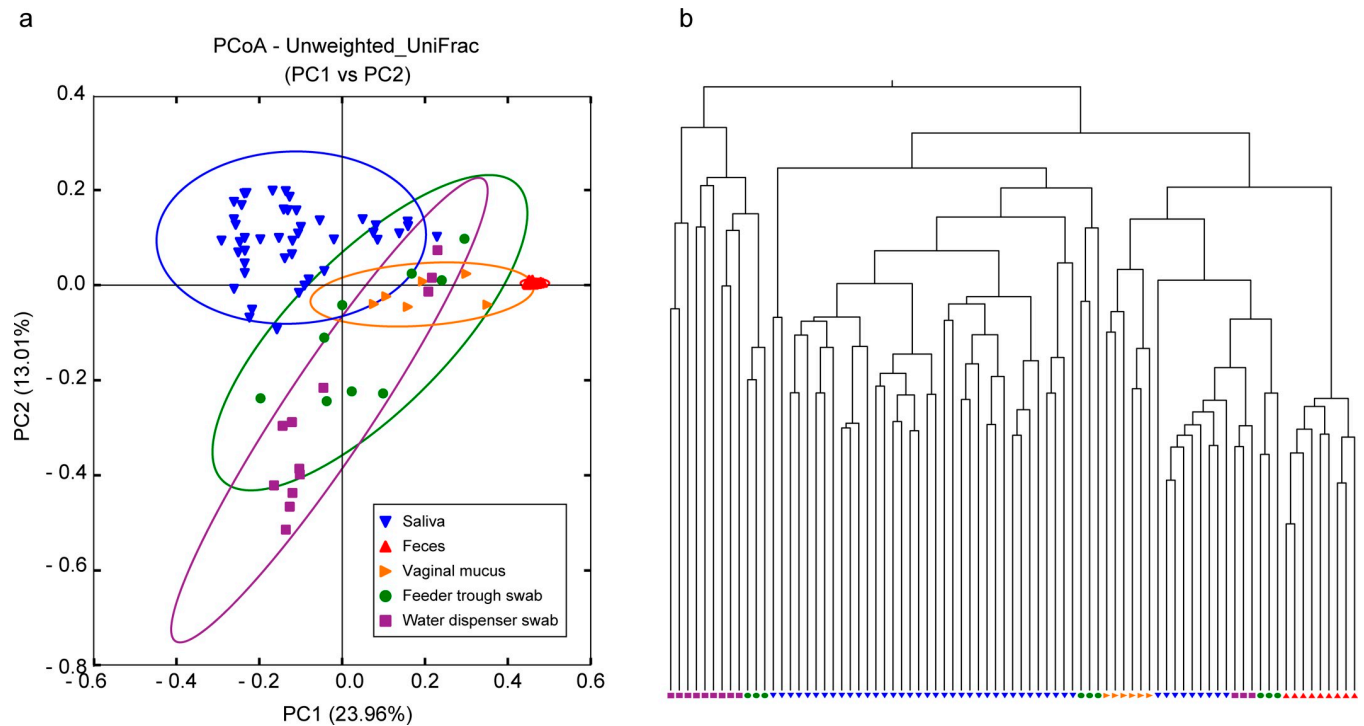 a
b
PCoA - Unweighted_UniFrac
(PC1 vs PC2)
0.4
0.2
0.0
- 0.2
- 0.4
- 0.6
- 0.8
PC2 (13.01%)
Saliva
Feces
Vaginal mucus
Feeder trough swab
Water dispenser swab
- 0.6
- 0.4
- 0.2
0.0
0.2
0.4
0.6
PC1 (23.96%)